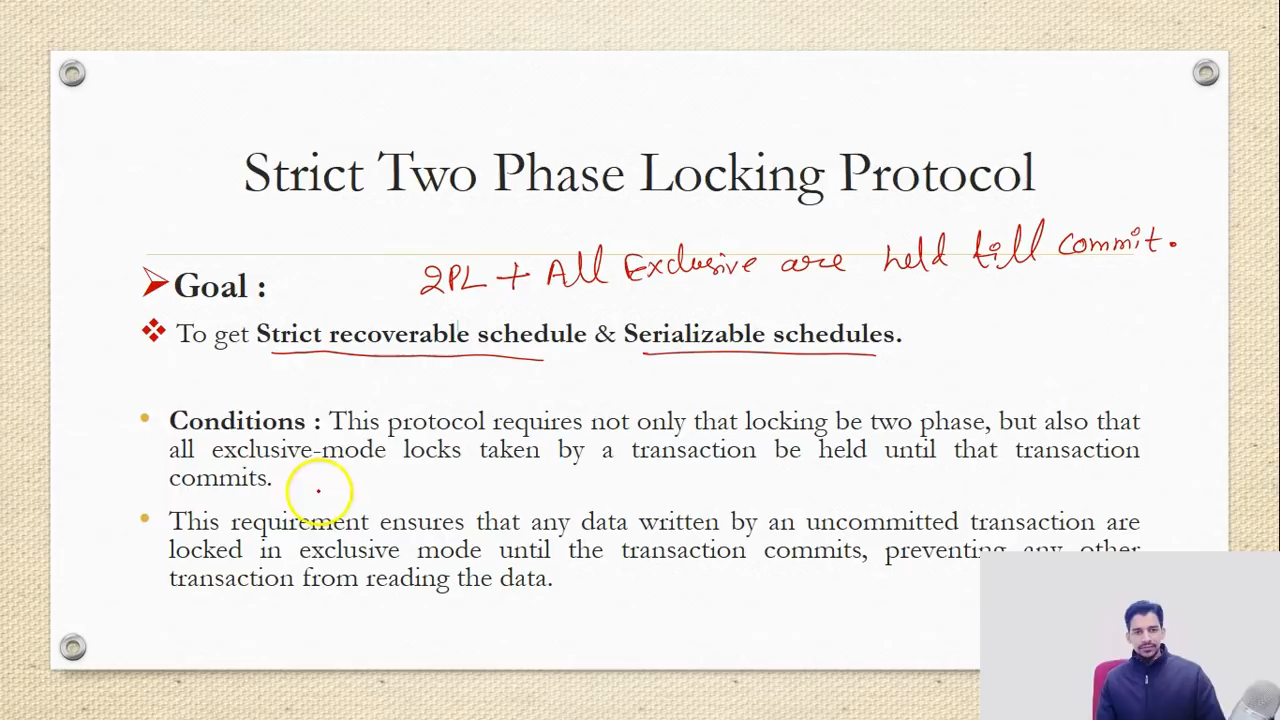 Strict Two Phase Locking Protocol
2PL + All Exclusive are held till commit.
Goal :
To get Strict recoverable schedule & Serializable schedules.
Conditions : This protocol requires not only that locking be two phase, but also that
all exclusive-mode locks taken by a transaction be held until that transaction
commits.
This requirement ensures that any data written by an uncommitted transaction are
locked in exclusive mode until the transaction commits, preventing any other
transaction from reading the data.